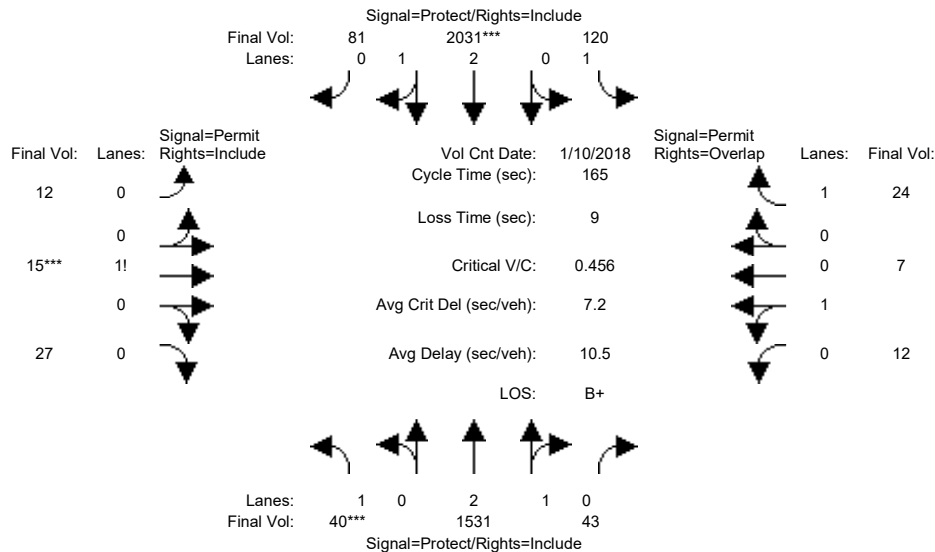 Signal=Protect/Rights=Include
Final Vol: 81 2031*** 120
Lanes: 0 1 2 0 1
Signal=Permit Signal=Permit
Final Vol: Lanes: Rights=Include Vol Cnt Date: 1/10/2018 Rights=Overlap Lanes: Final Vol:
Cycle Time (sec): 165
12 0 1 24
Loss Time (sec): 9
0 0
15*** 1! Critical V/C: 0.456 0 7
0 Avg Crit Del (sec/veh): 7.2 1
27 0 Avg Delay (sec/veh): 10.5 0 12
LOS: B+
Lanes: 1 0 2 1 0
Final Vol: 40*** 1531 43
Signal=Protect/Rights=Include